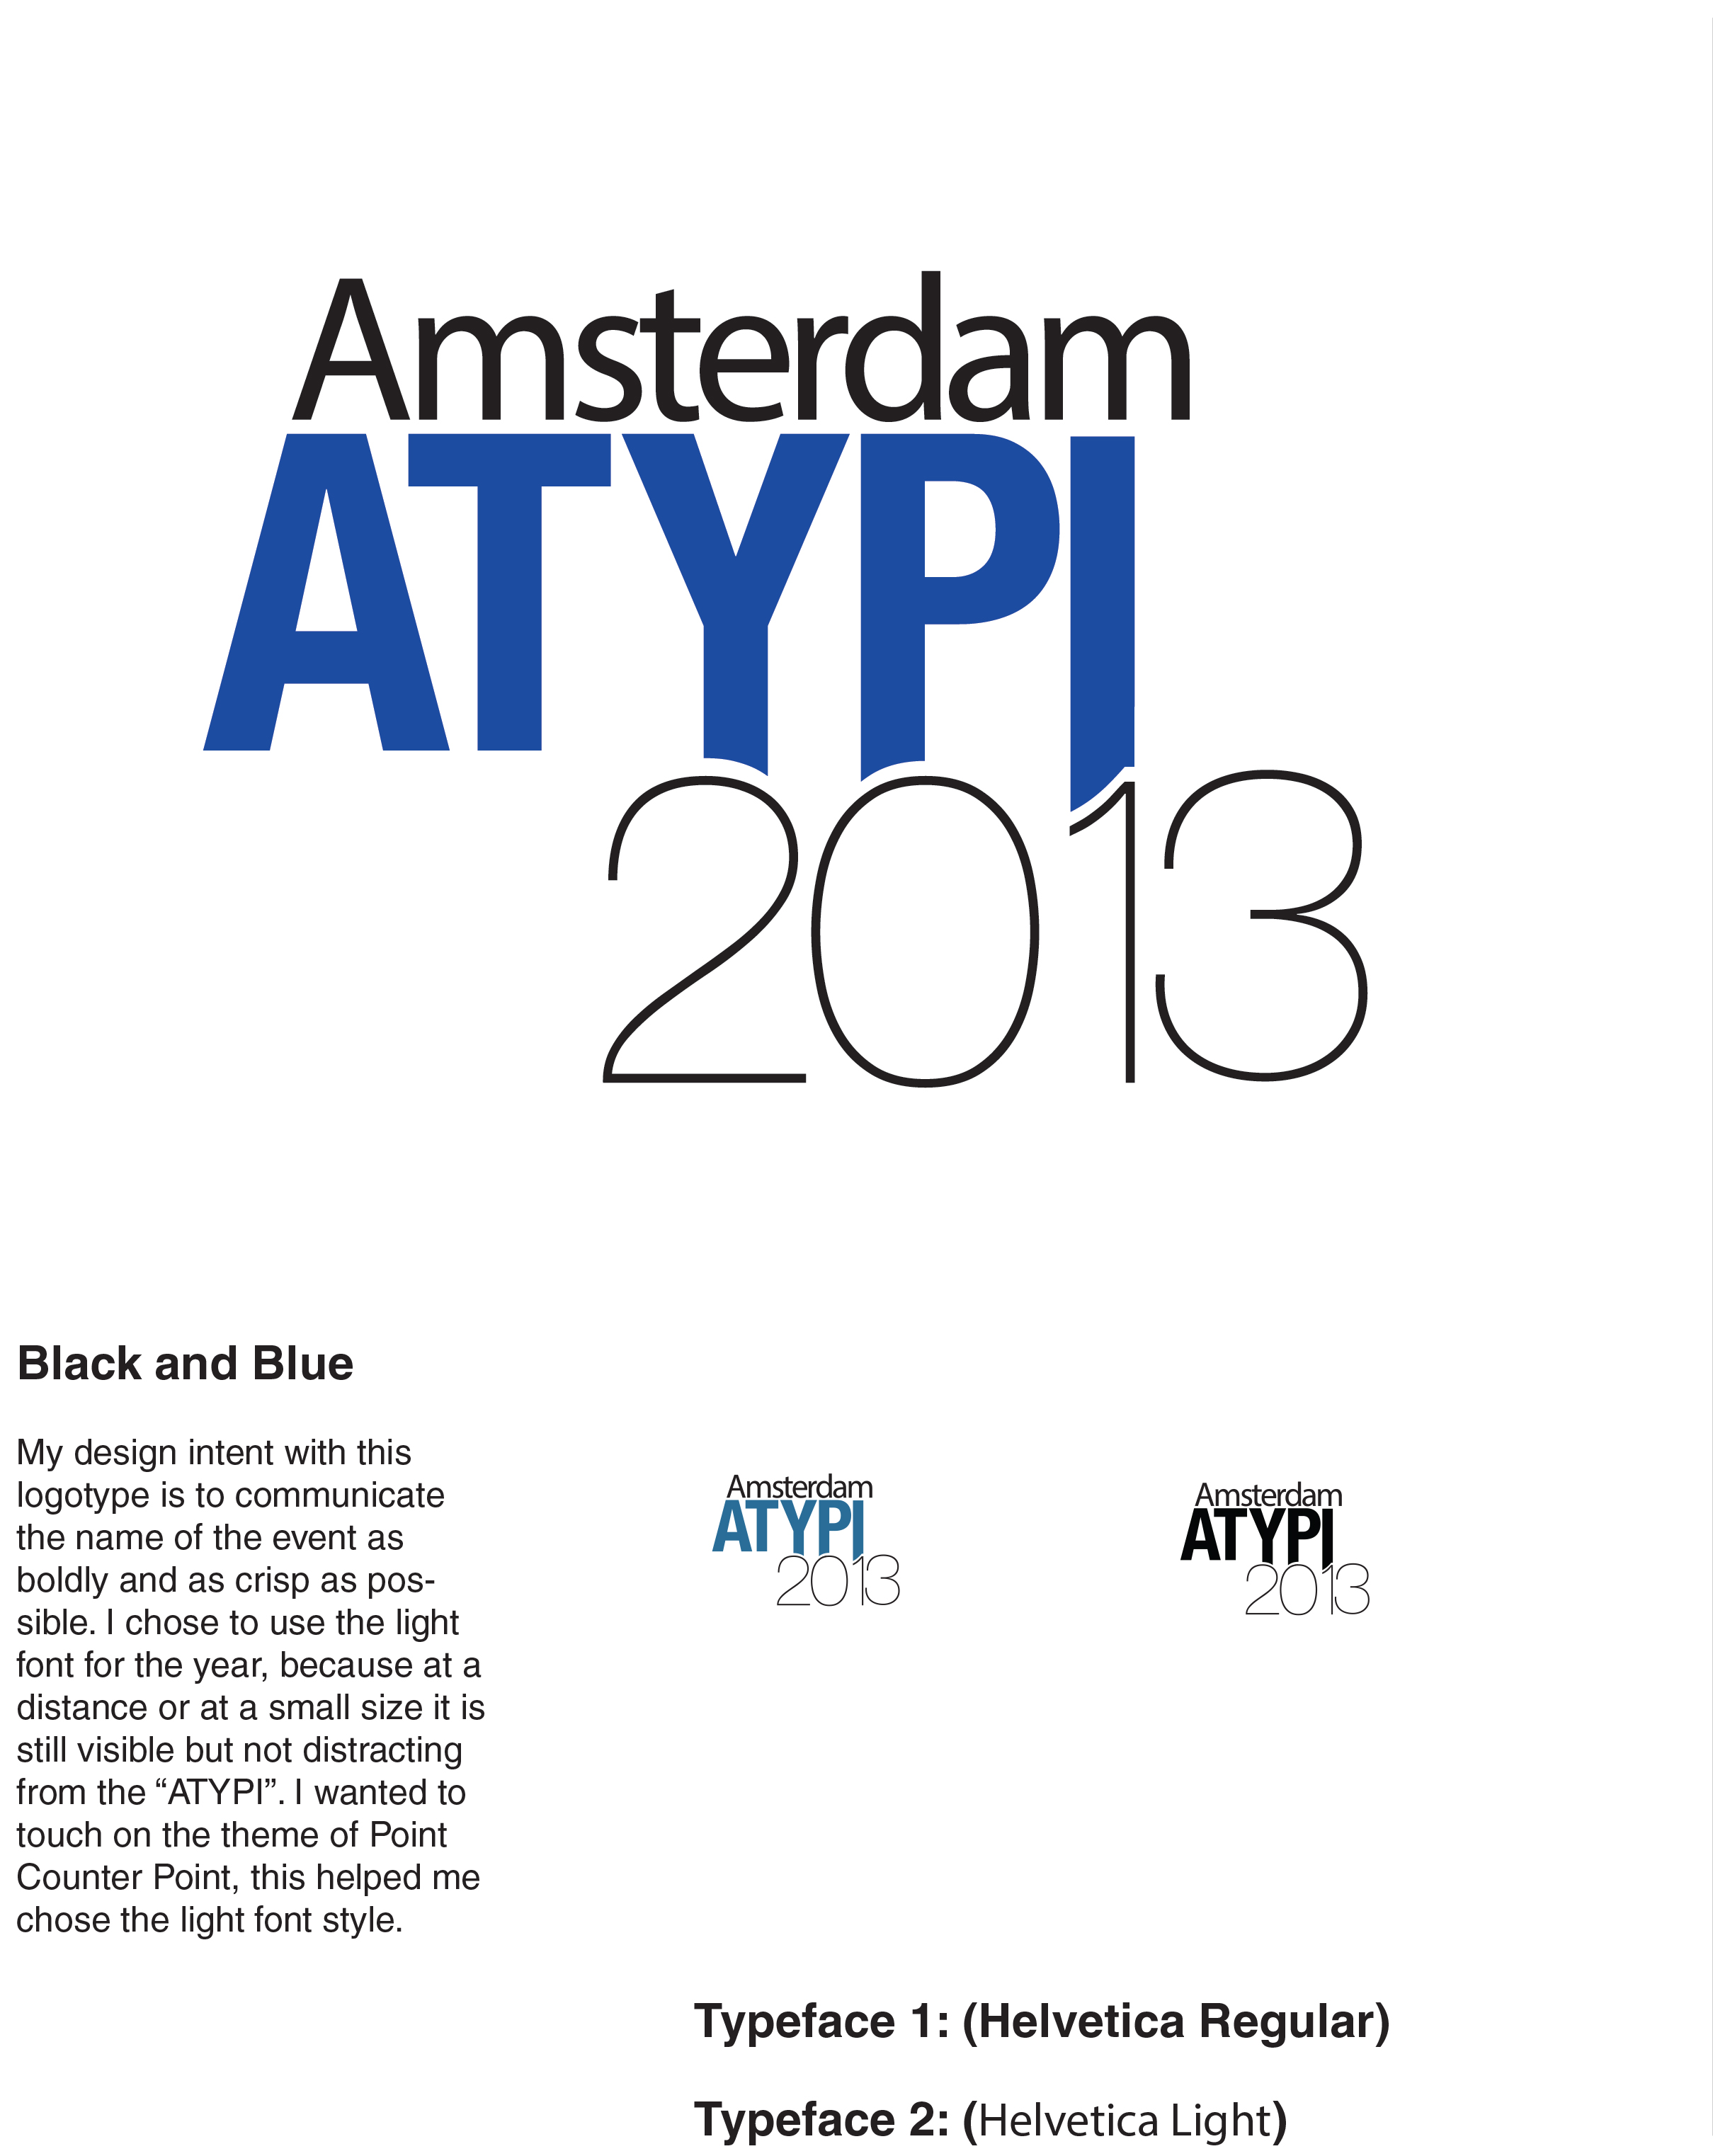 Amsterdam
ATYPI
2013
Black and Blue
My design intent with this
logotype is to communicate
the name of the event as
boldly and as crisp as pos-
sible. I chose to use the light
font for the year, because at a
distance or at a small size it is
still visible but not distracting
from the “ATYPI”. I wanted to
touch on the theme of Point
Counter Point, this helped me
chose the light font style.
Amsterdam
ATYPI
2013
Amsterdam
ATYPI
2013
Typeface 1: (Helvetica Regular)
Typeface 2: (Helvetica Light)